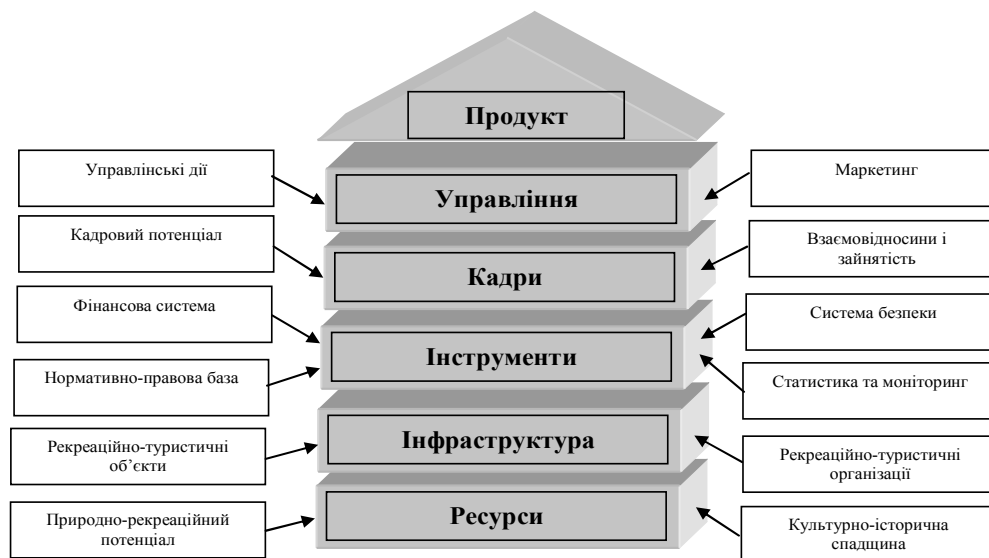 Продукт
Управлінські дії
Управління
Маркетинг
Кадровий потенціал
Кадри
Взаємовідносини і
зайнятість
Фінансова система
Інструменти
Система безпеки
Нормативно-правова база
Статистика та моніторинг
Рекреаційно-туристичні
об’єкти
Інфраструктура
Рекреаційно-туристичні
організації
Природно-рекреаційний
потенціал
Ресурси
Культурно-історична
спадщина